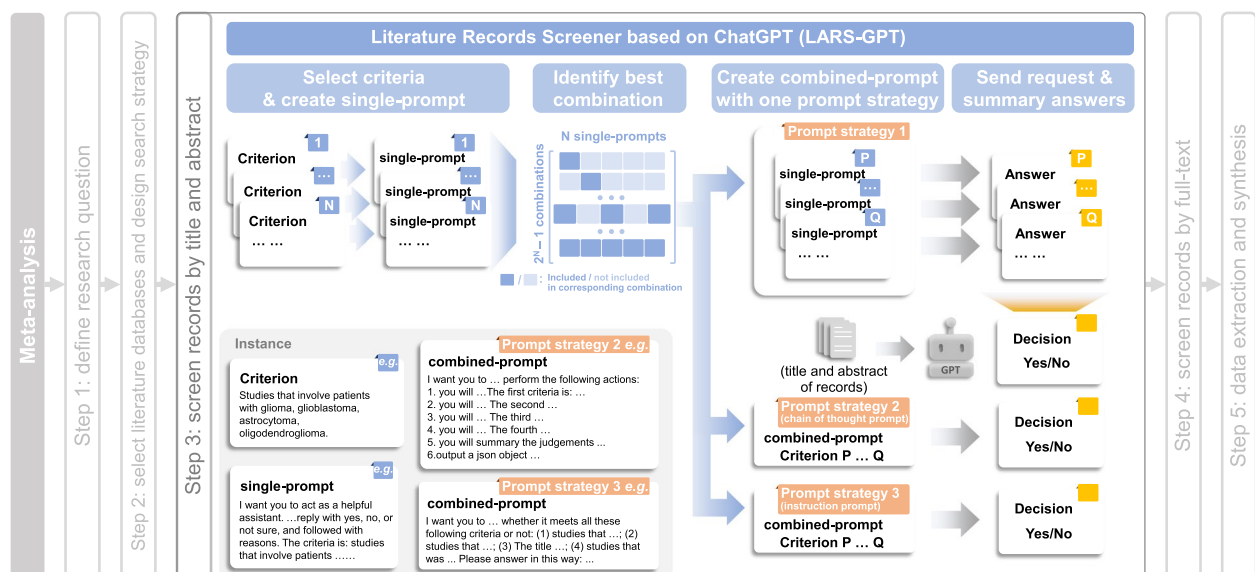 Meta-analysis
Step 1: define research question
Step 2: select literature databases and design search strategy
Step 3: screen records by title and abstract
Literature Records Screener based on ChatGPT (LARS-GPT)
Select criteria
& create single-prompt
Identify best
combination
Create combined-prompt
with one prompt strategy
Send request &
summary answers
1
Criterion
...
Criterion
N
Criterion
... ...
1
single-prompt
...
single-prompt
N
single-prompt
... ...
N single-prompts
2^N – 1 combinations
...
...
/ : Included / not included
in corresponding combination
Prompt strategy 1
P
single-prompt
...
single-prompt
Q
single-prompt
... ...
P
Answer
...
Answer
Q
Answer
... ...
Decision
Yes/No
(title and abstract
of records)
GPT
Prompt strategy 2
(chain of thought prompt)
combined-prompt
Criterion P ... Q
Decision
Yes/No
Prompt strategy 3
(instruction prompt)
combined-prompt
Criterion P ... Q
Decision
Yes/No
Instance
e.g.
Criterion
Studies that involve patients
with glioma, glioblastoma,
astrocytoma,
oligodendroglioma.
e.g.
single-prompt
I want you to act as a helpful
assistant. ...reply with yes, no, or
not sure, and followed with
reasons. The criteria is: studies
that involve patients ......
Prompt strategy 2 e.g.
combined-prompt
I want you to ... perform the following actions:
1. you will ...The first criteria is: ...
2. you will ... The second ...
3. you will ... The third ...
4. you will ... The fourth ...
5. you will summary the judgements ...
6.output a json object ...
Prompt strategy 3 e.g.
combined-prompt
I want you to ... whether it meets all these
following criteria or not: (1) studies that ...; (2)
studies that ...; (3) The title ...; (4) studies that
was ... Please answer in this way: ...
Step 4: screen records by full-text
Step 5: data extraction and synthesis